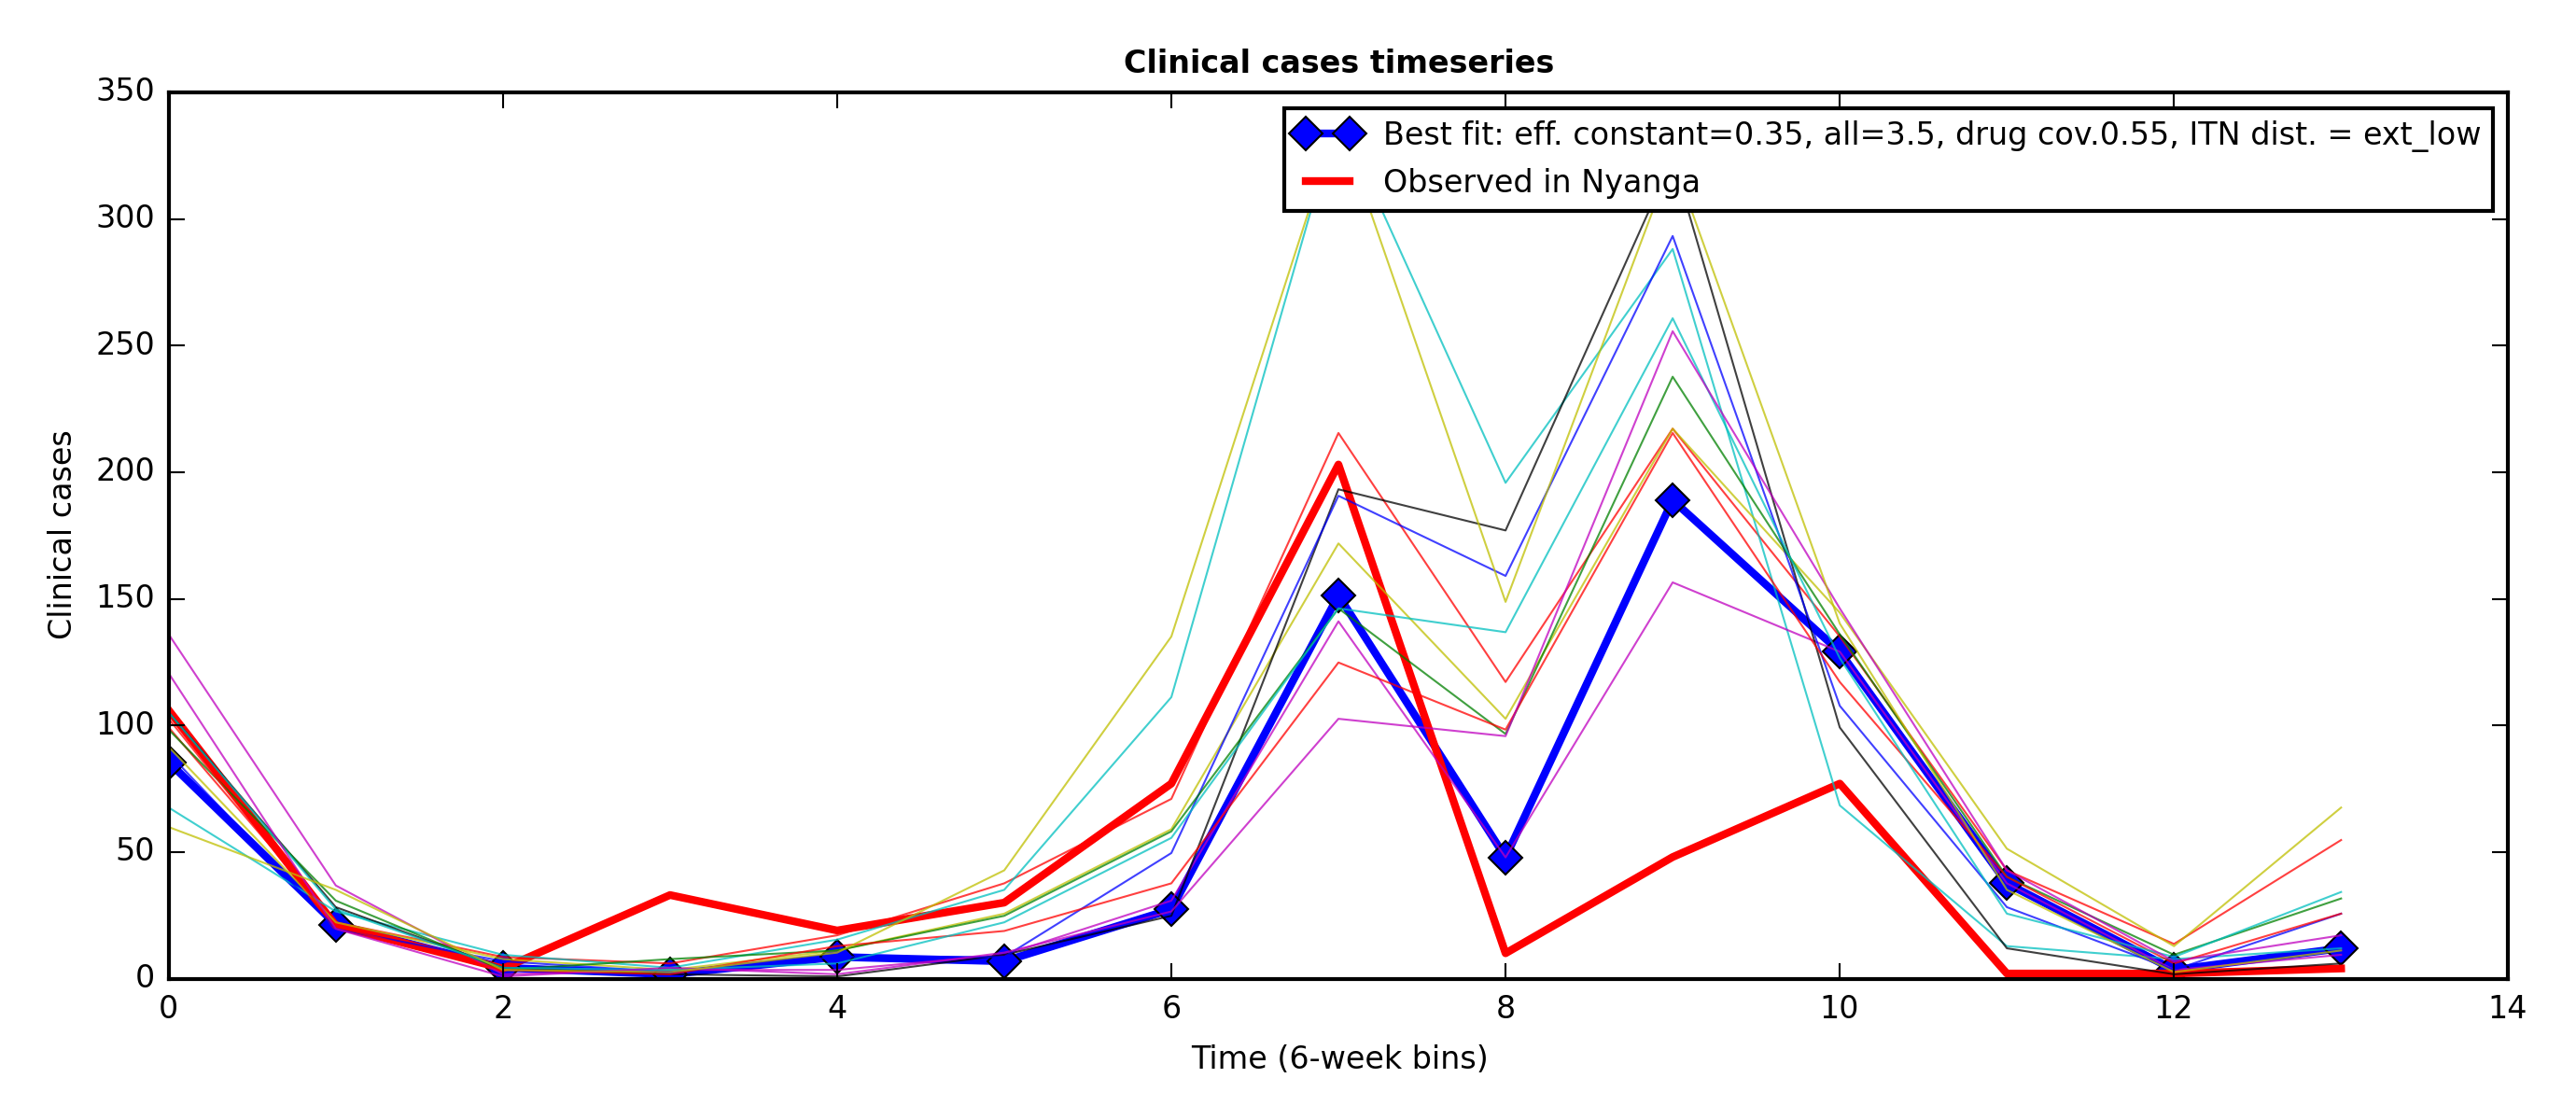 Clinical cases timeseries
350
300
250
200
150
100
50
0
Clinical cases
Best fit: eff. constant=0.35, all=3.5, drug cov.0.55, ITN dist. = ext_low
Observed in Nyanga
0 2 4 6 8 10 12 14
Time (6-week bins)